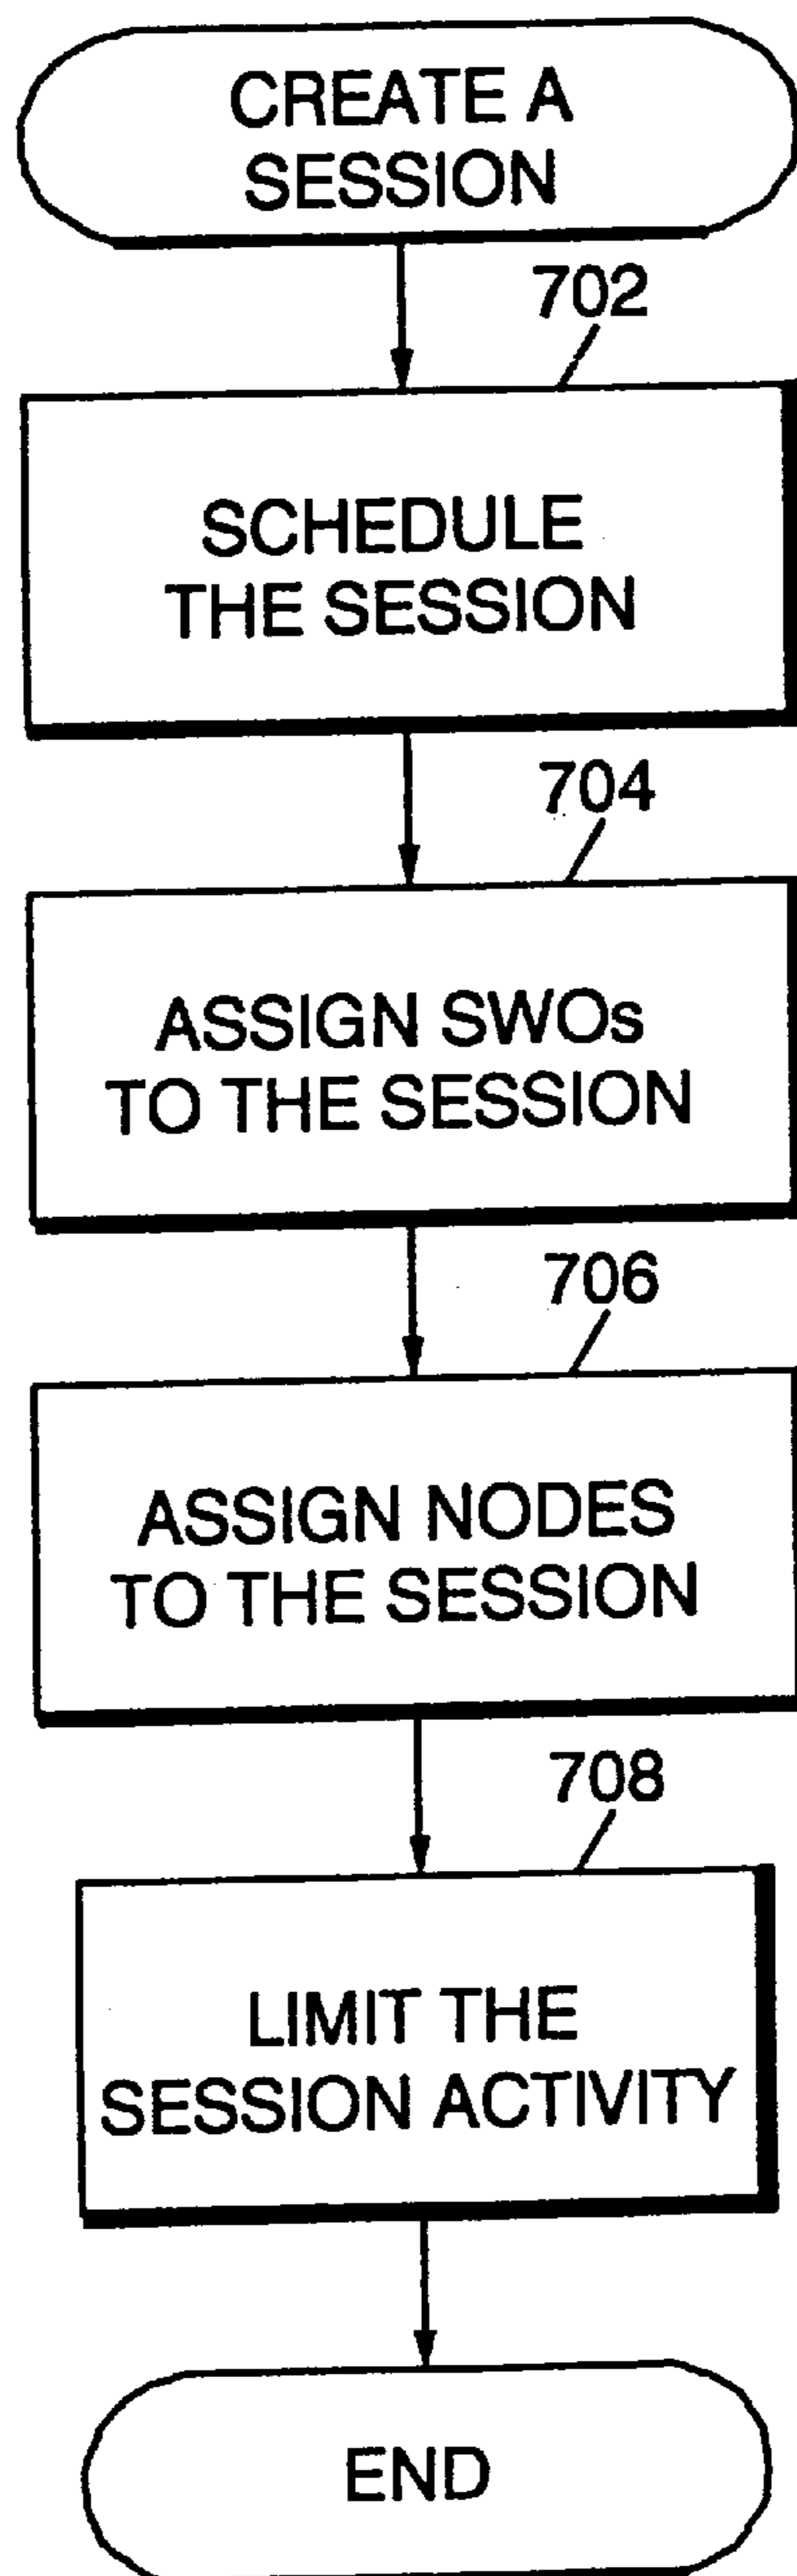 CREATE A
SESSION
702
SCHEDULE
THE SESSION
704
ASSIGN SWOs
TO THE SESSION
706
ASSIGN NODES
TO THE SESSION
708
LIMIT THE
SESSION ACTIVITY
END